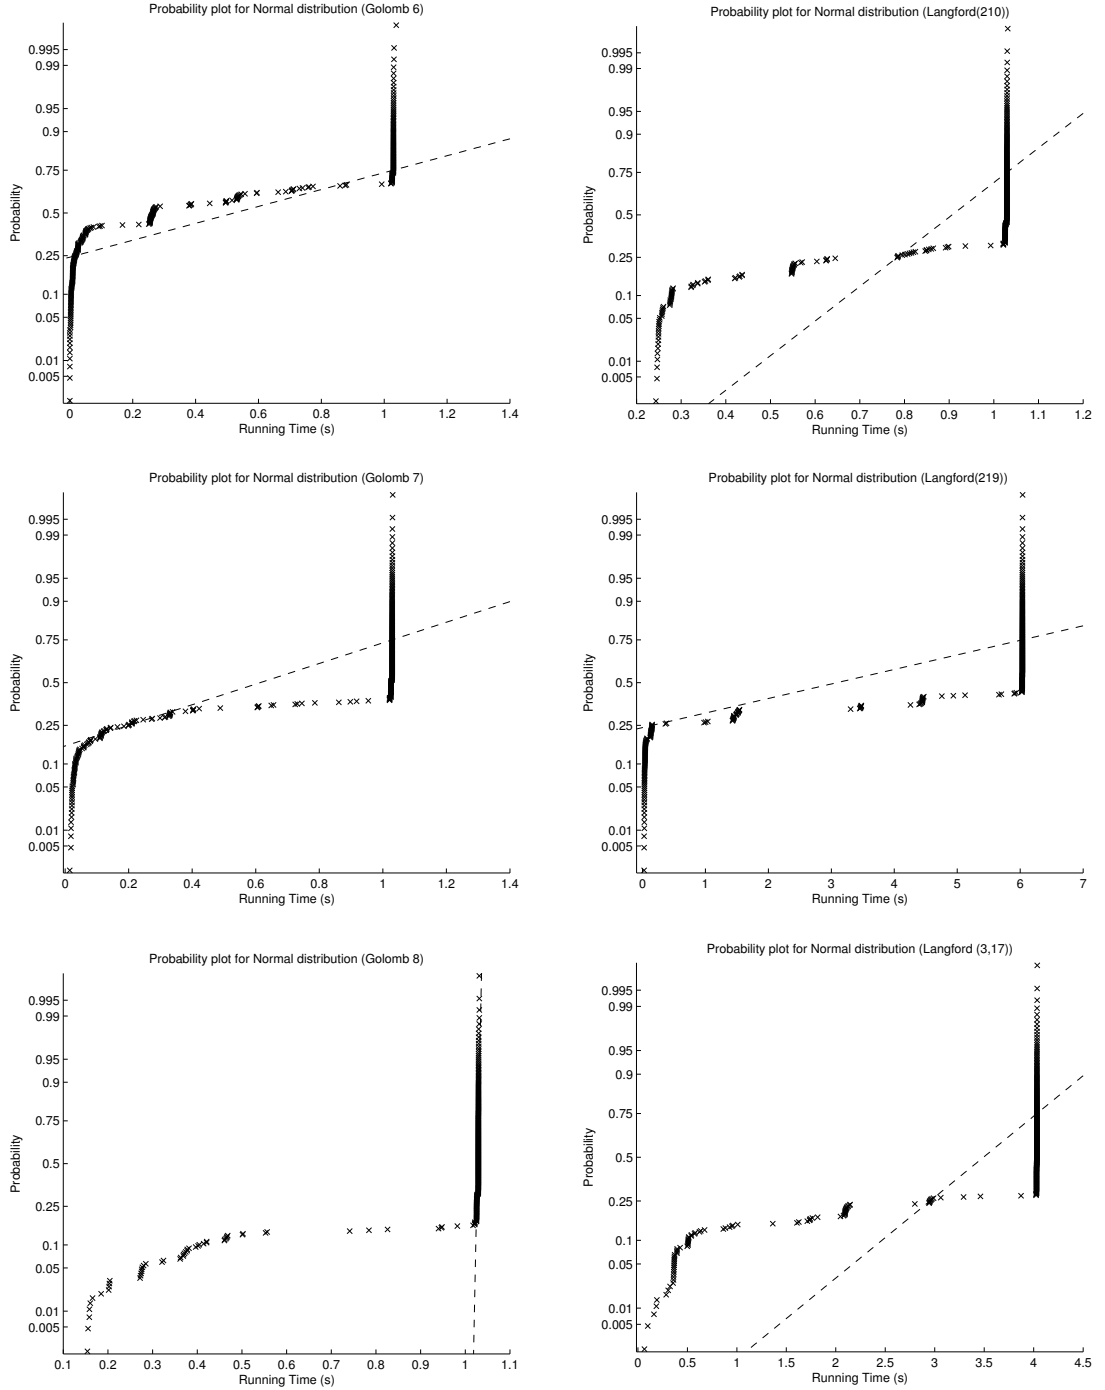 Probability plot for Normal distribution (Golomb 6)
0.995
0.99
0.95
0.9
0.75
0.5
0.25
0.1
0.05
0.01
0.005
Probability
0 0.2 0.4 0.6 0.8 1 1.2 1.4
Running Time (s)
Probability plot for Normal distribution (Langford(210))
0.995
0.99
0.95
0.9
0.75
0.5
0.25
0.1
0.05
0.01
0.005
Probability
0.2 0.3 0.4 0.5 0.6 0.7 0.8 0.9 1 1.1 1.2
Running Time (s)
Probability plot for Normal distribution (Golomb 7)
0.995
0.99
0.95
0.9
0.75
0.5
0.25
0.1
0.05
0.01
0.005
Probability
0 0.2 0.4 0.6 0.8 1 1.2 1.4
Running Time (s)
Probability plot for Normal distribution (Langford(219))
0.995
0.99
0.95
0.9
0.75
0.5
0.25
0.1
0.05
0.01
0.005
Probability
0 1 2 3 4 5 6 7
Running Time (s)
Probability plot for Normal distribution (Golomb 8)
0.995
0.99
0.95
0.9
0.75
0.5
0.25
0.1
0.05
0.01
0.005
Probability
0.1 0.2 0.3 0.4 0.5 0.6 0.7 0.8 0.9 1 1.1
Running Time (s)
Probability plot for Normal distribution (Langford (3,17))
0.995
0.99
0.95
0.9
0.75
0.5
0.25
0.1
0.05
0.01
0.005
Probability
0 0.5 1 1.5 2 2.5 3 3.5 4 4.5
Running Time (s)